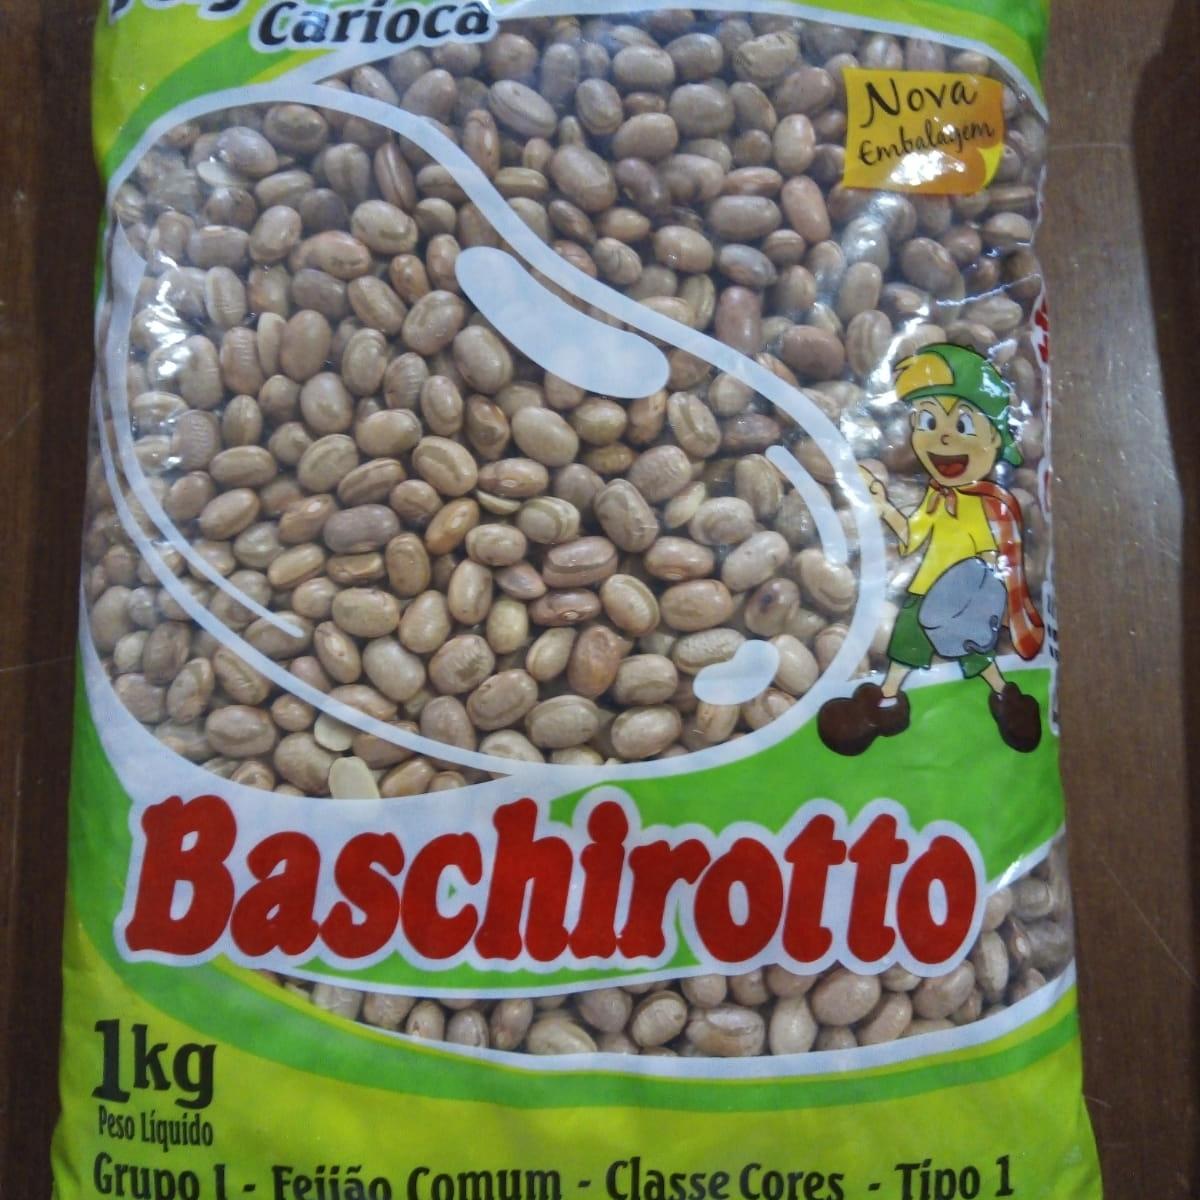 Carioca
Nova
Embalagem
Baschirotto
1kg
Peso Líquido
Grupo 1 - Feijão Comum - Classe Cores - Tipo 1